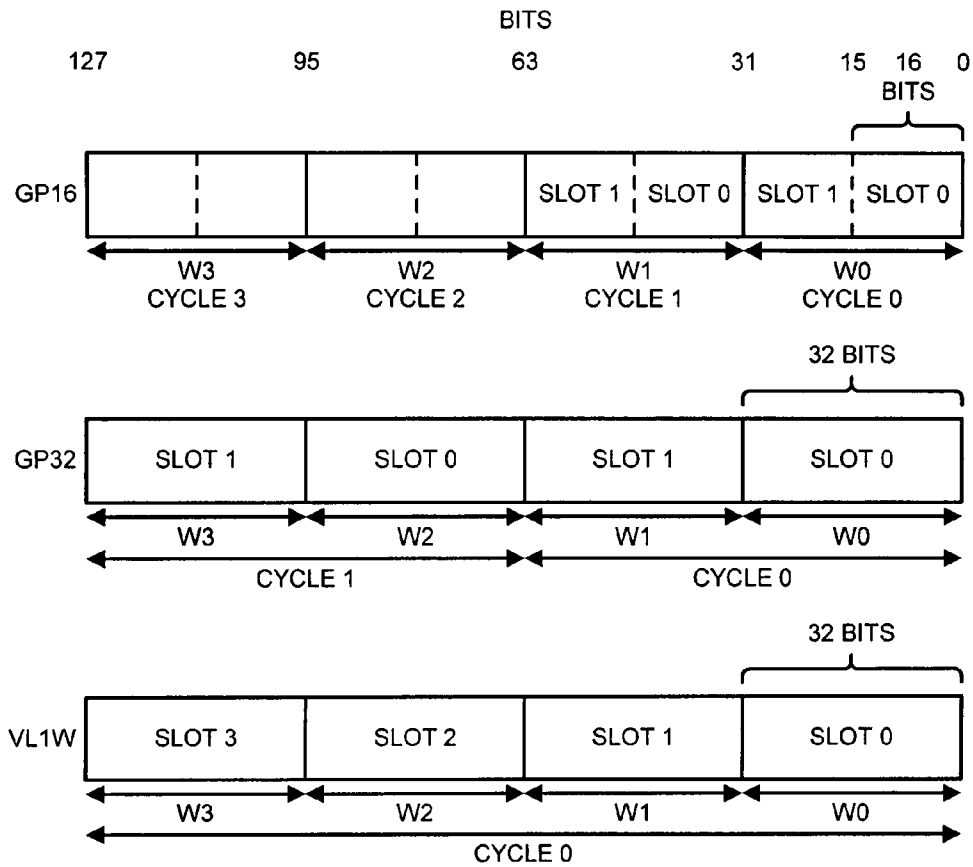 BITS
127 95 63 31 15 16 0
BITS
GP16 SLOT 1 SLOT 0 SLOT 1 SLOT 0
W3 W2 W1 W0
CYCLE 3 CYCLE 2 CYCLE 1 CYCLE 0
32 BITS
GP32 SLOT 1 SLOT 0 SLOT 1 SLOT 0
W3 W2 W1 W0
CYCLE 1 CYCLE 0
32 BITS
VL1W SLOT 3 SLOT 2 SLOT 1 SLOT 0
W3 W2 W1 W0
CYCLE 0